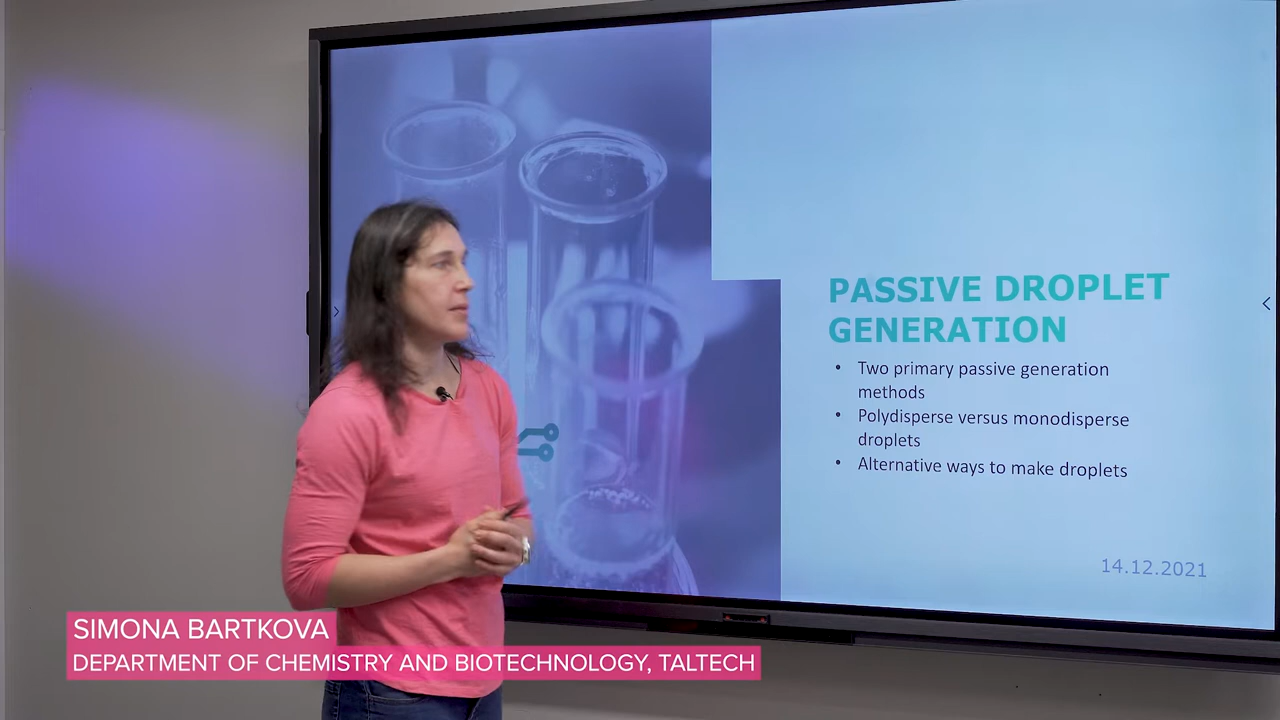 PASSIVE DROPLET
GENERATION
• Two primary passive generation
methods
• Polydisperse versus monodisperse
droplets
• Alternative ways to make droplets
14.12.2021
SIMONA BARTKOVA
DEPARTMENT OF CHEMISTRY AND BIOTECHNOLOGY, TALTECH